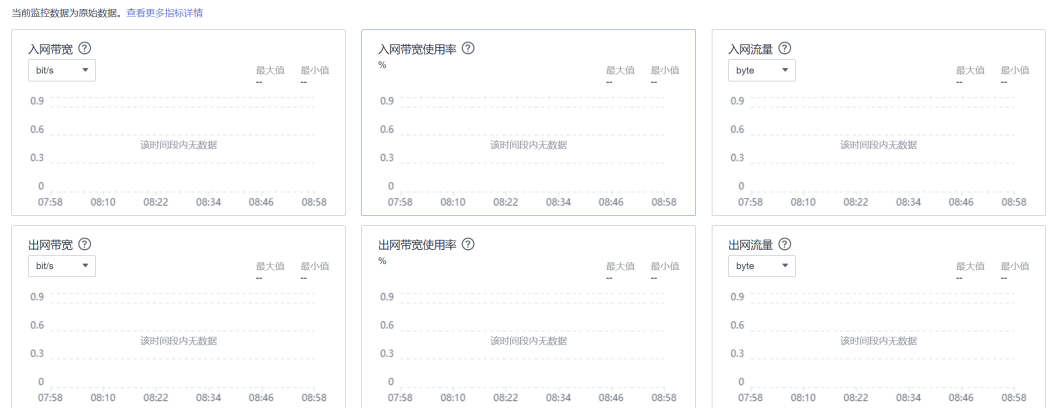 当前监控数据为原始数据。查看更多指标详情
入网带宽 ?
bit/s
最大值 最小值
-- --
0.9
0.6
该时间段内无数据
0.3
0
07:58 08:10 08:22 08:34 08:46 08:58
入网带宽使用率 ?
%
最大值 最小值
-- --
0.9
0.6
该时间段内无数据
0.3
0
07:58 08:10 08:22 08:34 08:46 08:58
入网流量 ?
byte
最大值 最小值
-- --
0.9
0.6
该时间段内无数据
0.3
0
07:58 08:10 08:22 08:34 08:46 08:58
出网带宽 ?
bit/s
最大值 最小值
-- --
0.9
0.6
该时间段内无数据
0.3
0
07:58 08:10 08:22 08:34 08:46 08:58
出网带宽使用率 ?
%
最大值 最小值
-- --
0.9
0.6
该时间段内无数据
0.3
0
07:58 08:10 08:22 08:34 08:46 08:58
出网流量 ?
byte
最大值 最小值
-- --
0.9
0.6
该时间段内无数据
0.3
0
07:58 08:10 08:22 08:34 08:46 08:58